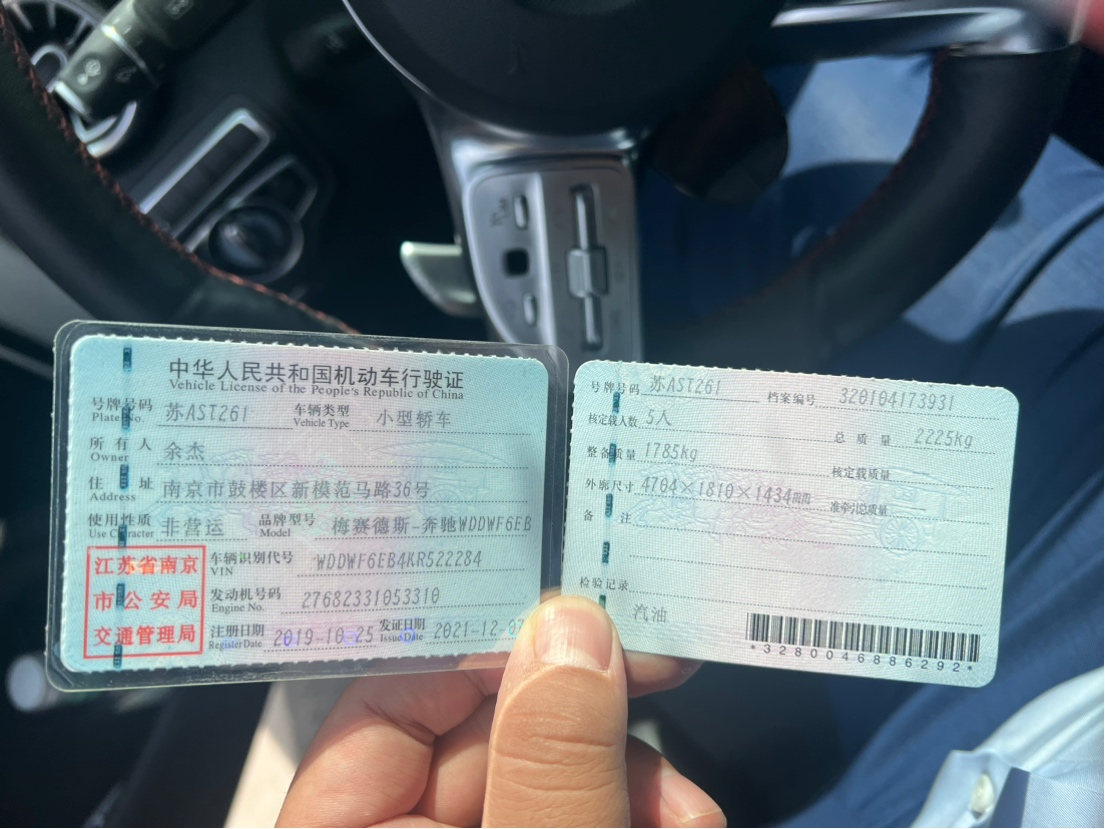 中华人民共和国机动车行驶证
Vehicle License of the People's Republic of China
号牌号码 苏AST261 车辆类型 小型轿车
Plate No. Vehicle Type
所有人 余杰
Owner
住址 南京市鼓楼区新模范马路36号
Address
使用性质 非营运 品牌型号 梅赛德斯-奔驰WDDWF6EB
Use Character Model
江苏省南京
市公安局
交通管理局
车辆识别代号 WDDWF6EB4KR522284
VIN
发动机号码 27682331053310
Engine No.
注册日期 2019-10-25 发证日期 2021-12-07
Register Date Issue Date
号牌号码 苏AST261 档案编号 320104173931
核定载人数 5人 总质量 2225kg
整备质量 1785kg 核定载质量
外廓尺寸 4704×1810×1434mm 准牵引总质量
备注
检验记录
汽油
*3280046886292*